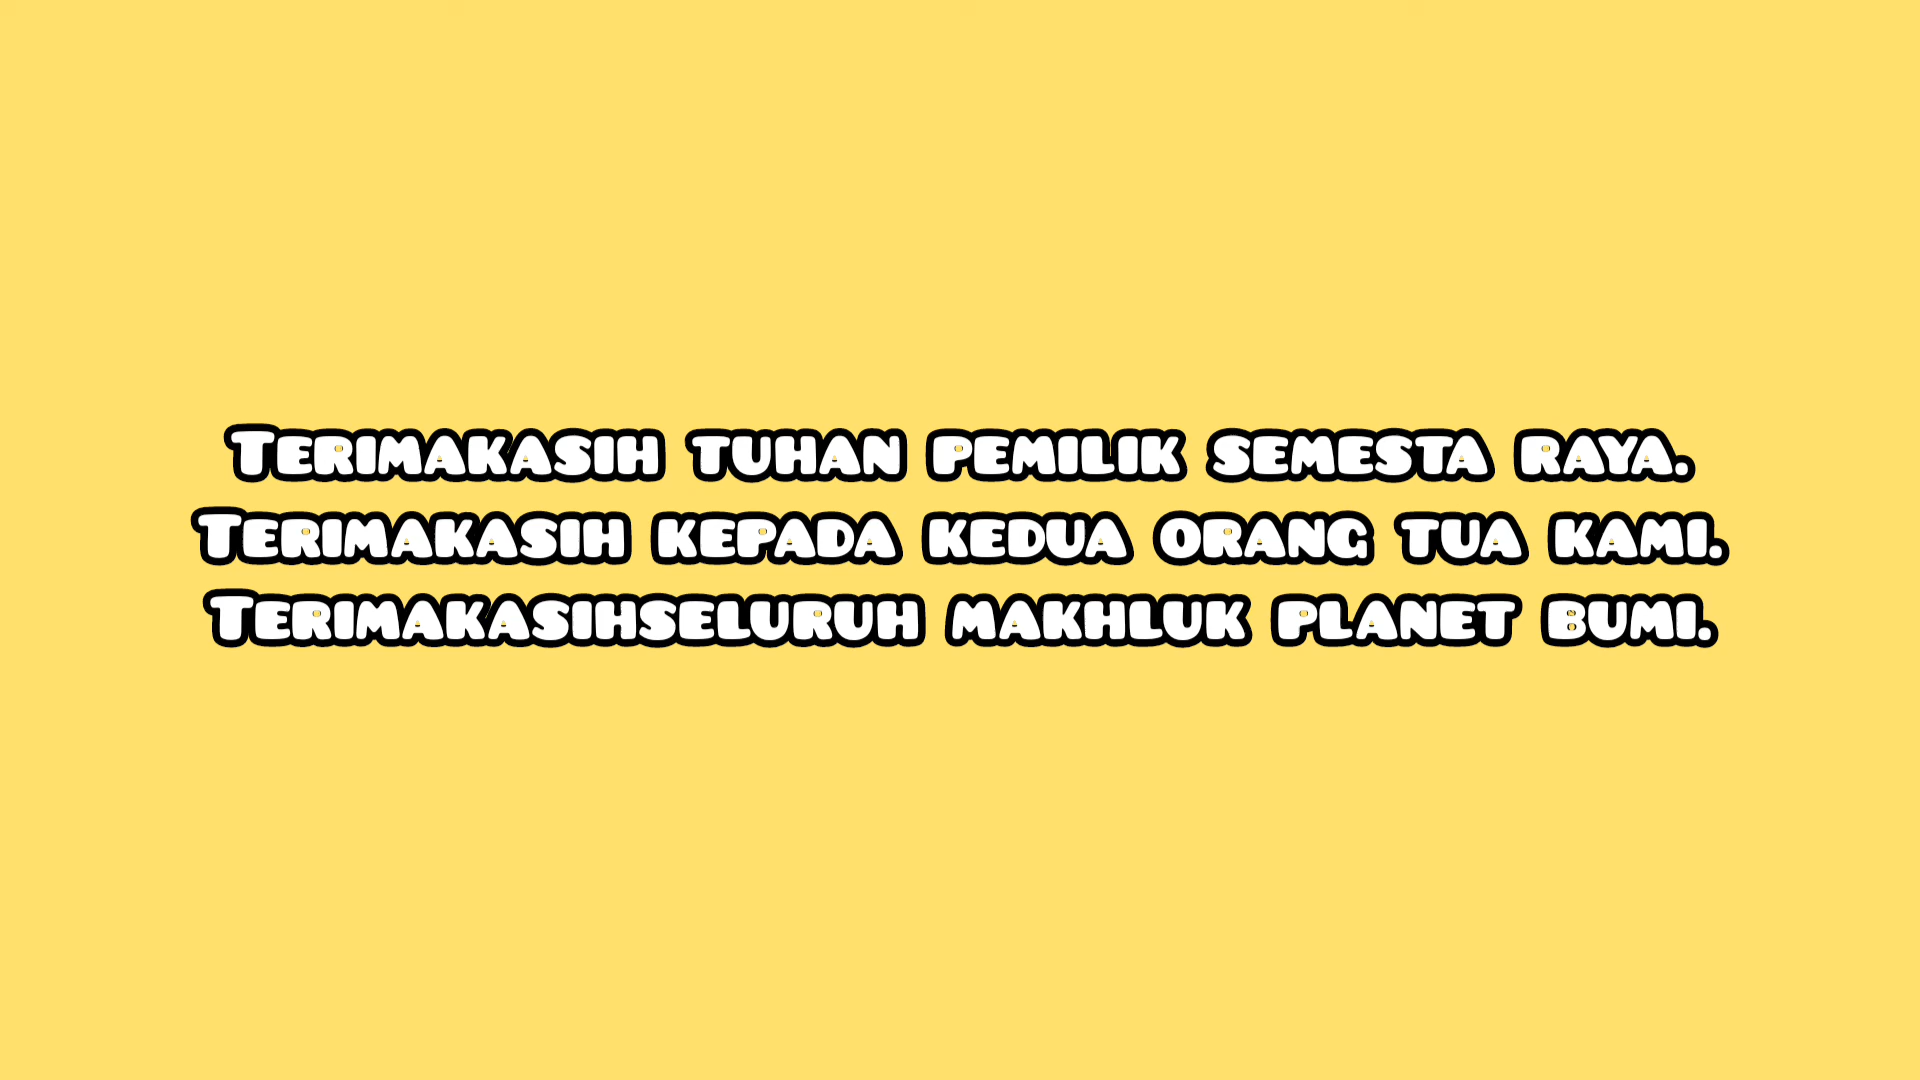 Terimakasih tuhan pemilik semesta raya.
Terimakasih kepada kedua orang tua kami.
Terimakasihseluruh makhluk planet bumi.